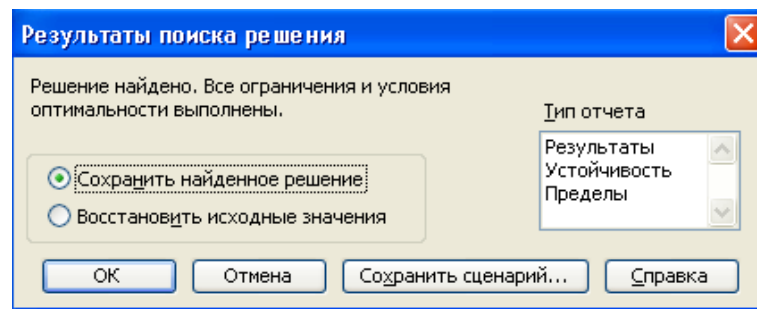 Результаты поиска решения
Решение найдено. Все ограничения и условия
оптимальности выполнены.
Тип отчета
Результаты
Устойчивость
Пределы
Сохранить найденное решение
Восстановить исходные значения
ОК Отмена Сохранить сценарий... Справка